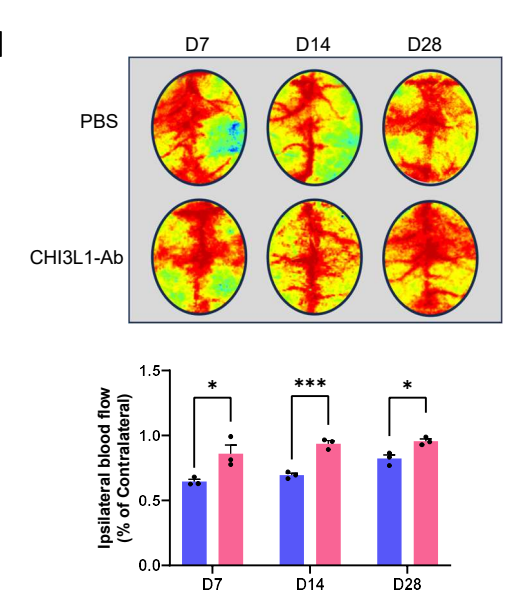 D7 D14 D28
PBS
CHI3L1-Ab
Ipsilateral blood flow
(% of Contralateral)
1.5
1.0
0.5
0.0
* *** *
D7 D14 D28